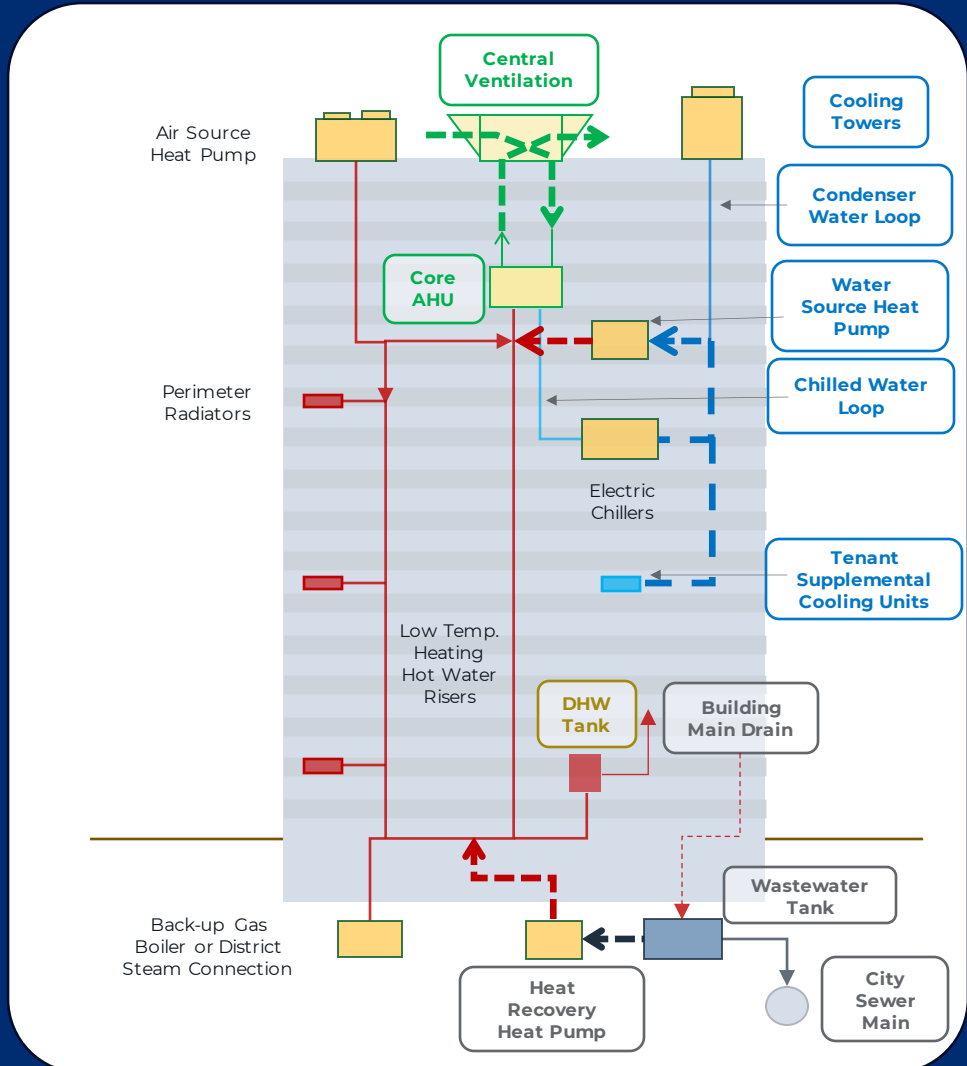 Central
Ventilation
Air Source
Heat Pump
Cooling
Towers
Condenser
Water Loop
Core
AHU
Water
Source Heat
Pump
Perimeter
Radiators
Chilled Water
Loop
Electric
Chillers
Tenant
Supplemental
Cooling Units
Low Temp.
Heating
Hot Water
Risers
DHW
Tank
Building
Main Drain
Wastewater
Tank
Back-up Gas
Boiler or District
Steam Connection
Heat
Recovery
Heat Pump
City
Sewer
Main